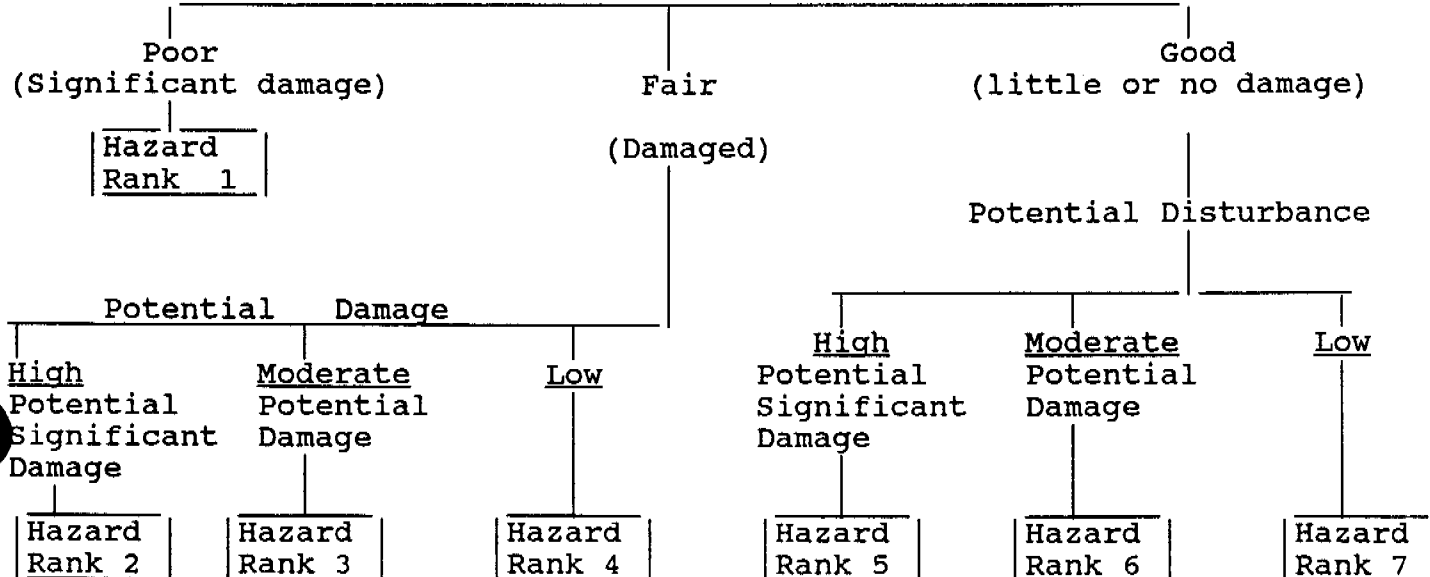 Poor
(Significant damage)
Hazard
Rank 1
Fair
(Damaged)
Good
(little or no damage)
Potential Disturbance
Potential Damage
High
Potential
Significant
Damage
Moderate
Potential
Damage
Low
High
Potential
Significant
Damage
Moderate
Potential
Damage
Low
Hazard
Rank 2
Hazard
Rank 3
Hazard
Rank 4
Hazard
Rank 5
Hazard
Rank 6
Hazard
Rank 7